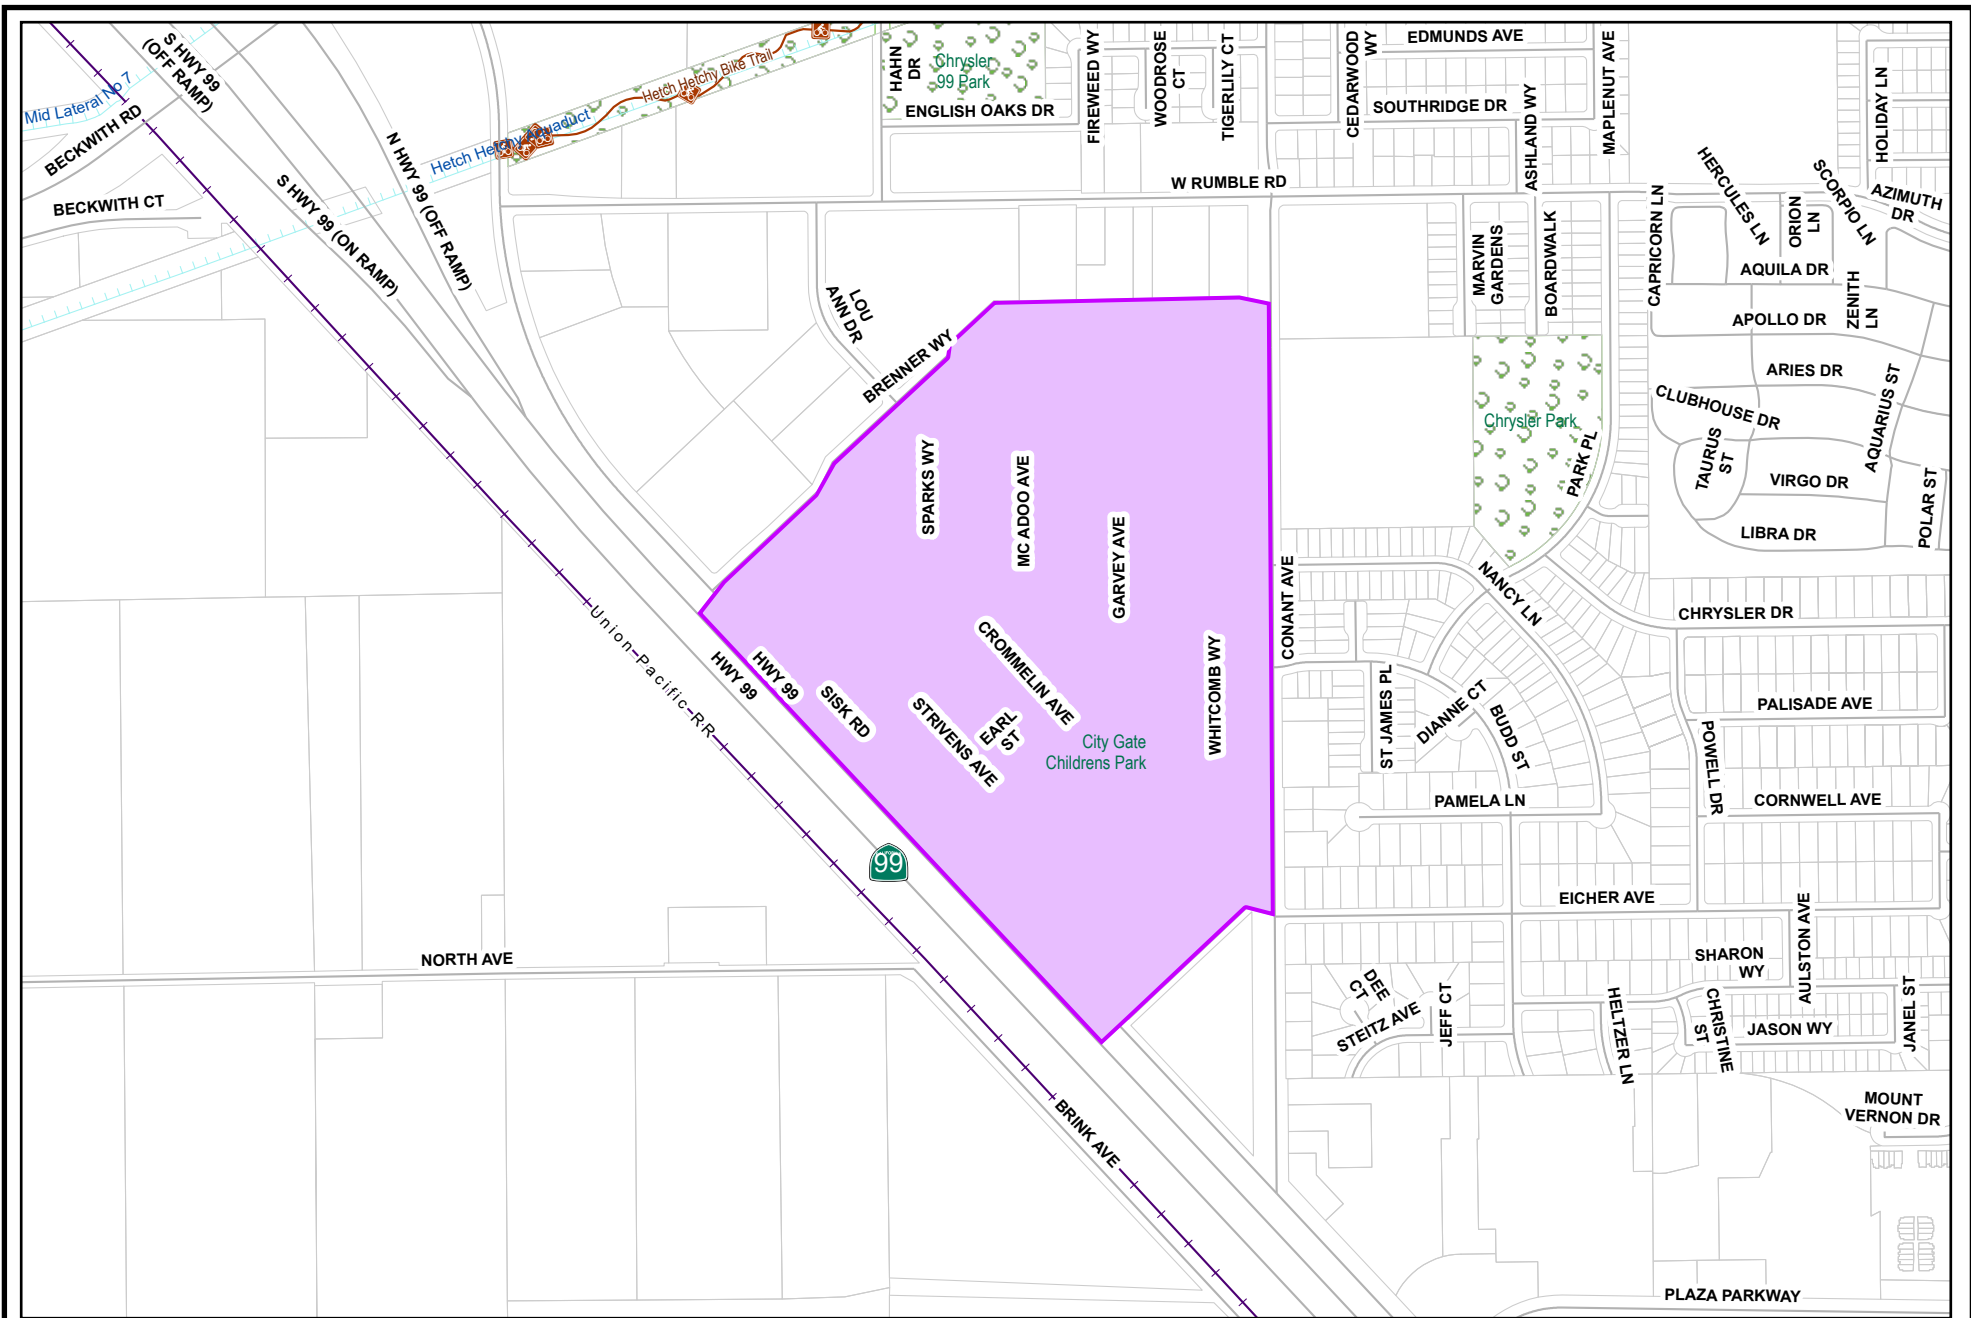 S HWY 99
(OFF RAMP)
Mid Lateral No 7
BECKWITH RD
BECKWITH CT
S HWY 99 (ON RAMP)
N HWY 99 (OFF RAMP)
Hetch Hetchy Aquaduct
Hetch Hetchy Bike Trail
HAHN
DR
Chrysler
99 Park
ENGLISH OAKS DR
FIREWEED WY
WOODROSE
CT
TIGERLILY CT
CEDARWOOD
WY
EDMUNDS AVE
SOUTHRIDGE DR
ASHLAND WY
MAPLENUT AVE
HOLIDAY LN
W RUMBLE RD
HERCULES LN
ORION
LN
SCORPIO LN
AZIMUTH
DR
CAPRICORN LN
MARVIN
GARDENS
BOARDWALK
AQUILA DR
ZENITH
LN
APOLLO DR
LOU
ANN DR
BRENNER WY
ARIES DR
CLUBHOUSE DR
AQUARIUS ST
Chrysler Park
PARK PL
TAURUS
ST
VIRGO DR
POLAR ST
LIBRA DR
SPARKS WY
MC ADOO AVE
GARVEY AVE
CONANT AVE
NANCY LN
CHRYSLER DR
Union Pacific RR
HWY 99
HWY 99
SISK RD
CROMMELIN AVE
STRIVENS AVE
EARL
ST
WHITCOMB WY
City Gate
Childrens Park
ST JAMES PL
DIANNE CT
BUDD ST
PALISADE AVE
POWELL DR
PAMELA LN
CORNWELL AVE
99
EICHER AVE
AULSTON AVE
SHARON
WY
NORTH AVE
DEE
CT
STEITZ AVE
JEFF CT
HELTZER LN
CHRISTINE
ST
JASON WY
JANEL ST
BRINK AVE
MOUNT
VERNON DR
PLAZA PARKWAY